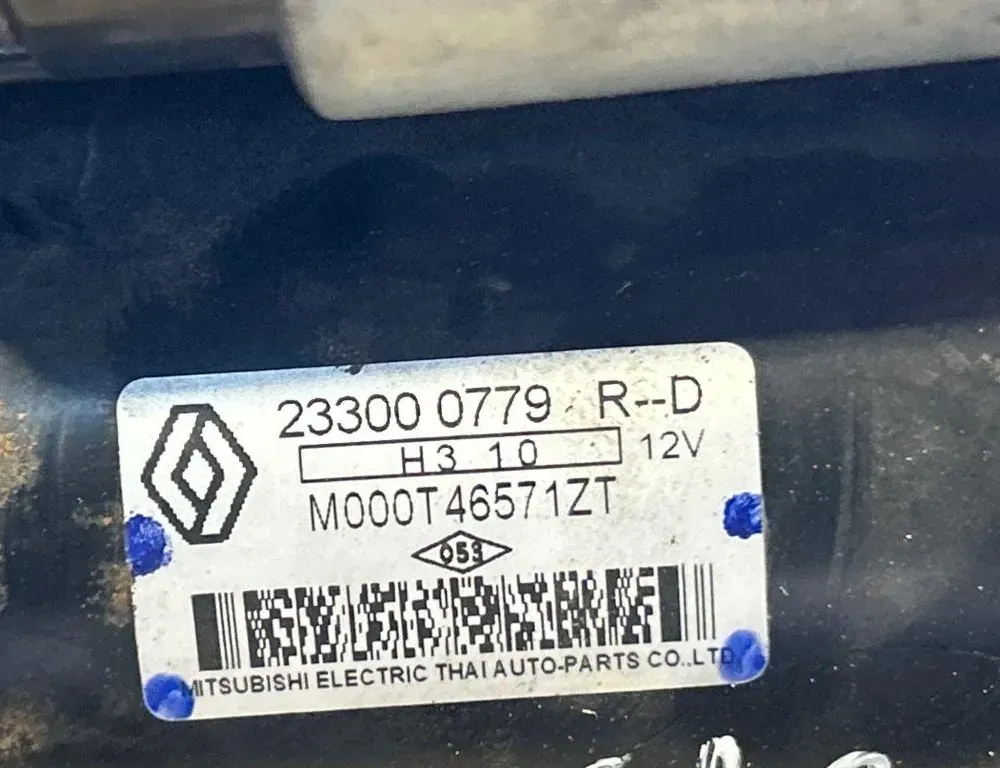 23300 0779 R--D
H3 10 12V
M000T46571ZT
053
MITSUBISHI ELECTRIC THAI AUTO-PARTS CO.,LTD